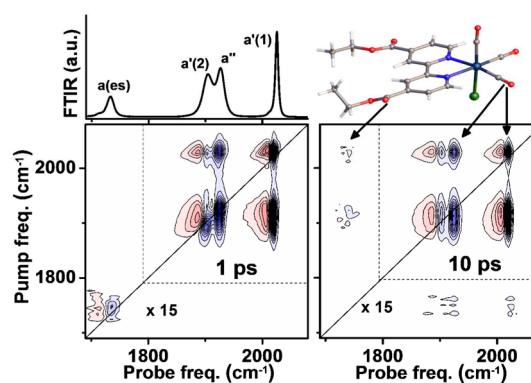 FTIR (a.u.)
a(es)
a'(2)
a''
a'(1)
Pump freq. (cm-1)
2000
1800
1 ps
x 15
1800
2000
Probe freq. (cm-1)
10 ps
x 15
1800
2000
Probe freq. (cm-1)